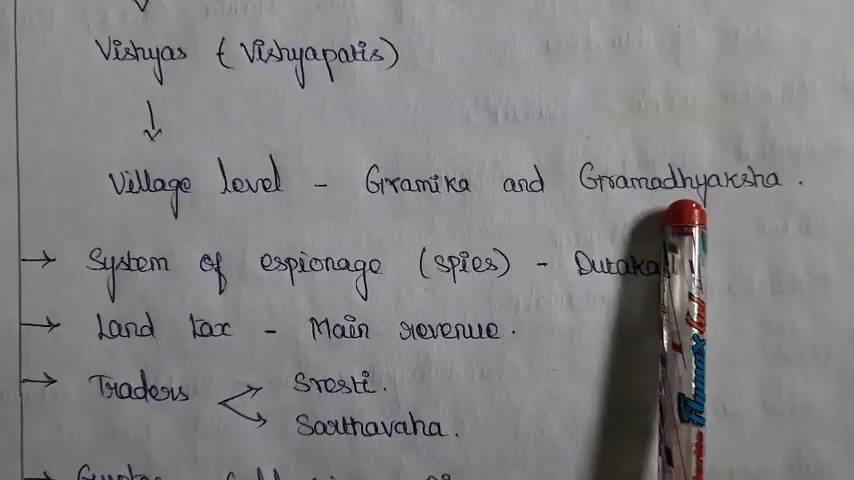 Vishyas (Vishyapatis)
↓
Village level - Gramika and Gramadhyaksha.
→ System of espionage (spies) - Dutaka
→ Land tax - Main revenue.
→ Traders
Sresti.
Sarthavaha.
Flomax